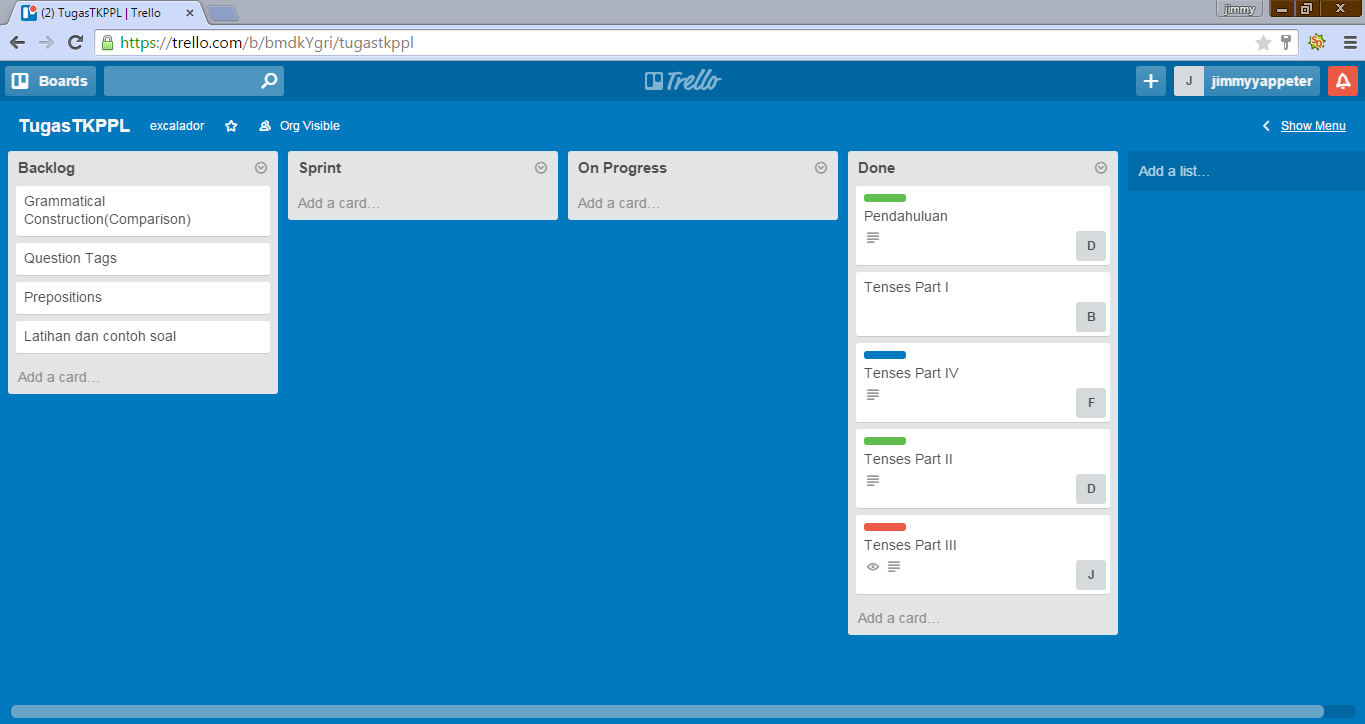 (2) TugasTKPPL | Trello
jimmy
https://trello.com/b/bmdkYgri/tugastkppl
Boards
Trello
J jimmyyappeter
TugasTKPPL excalador Org Visible
Show Menu
Backlog
Grammatical
Construction(Comparison)
Question Tags
Prepositions
Latihan dan contoh soal
Add a card…
Sprint
Add a card…
On Progress
Add a card…
Done
Pendahuluan
D
Tenses Part I
B
Tenses Part IV
F
Tenses Part II
D
Tenses Part III
J
Add a card…
Add a list…